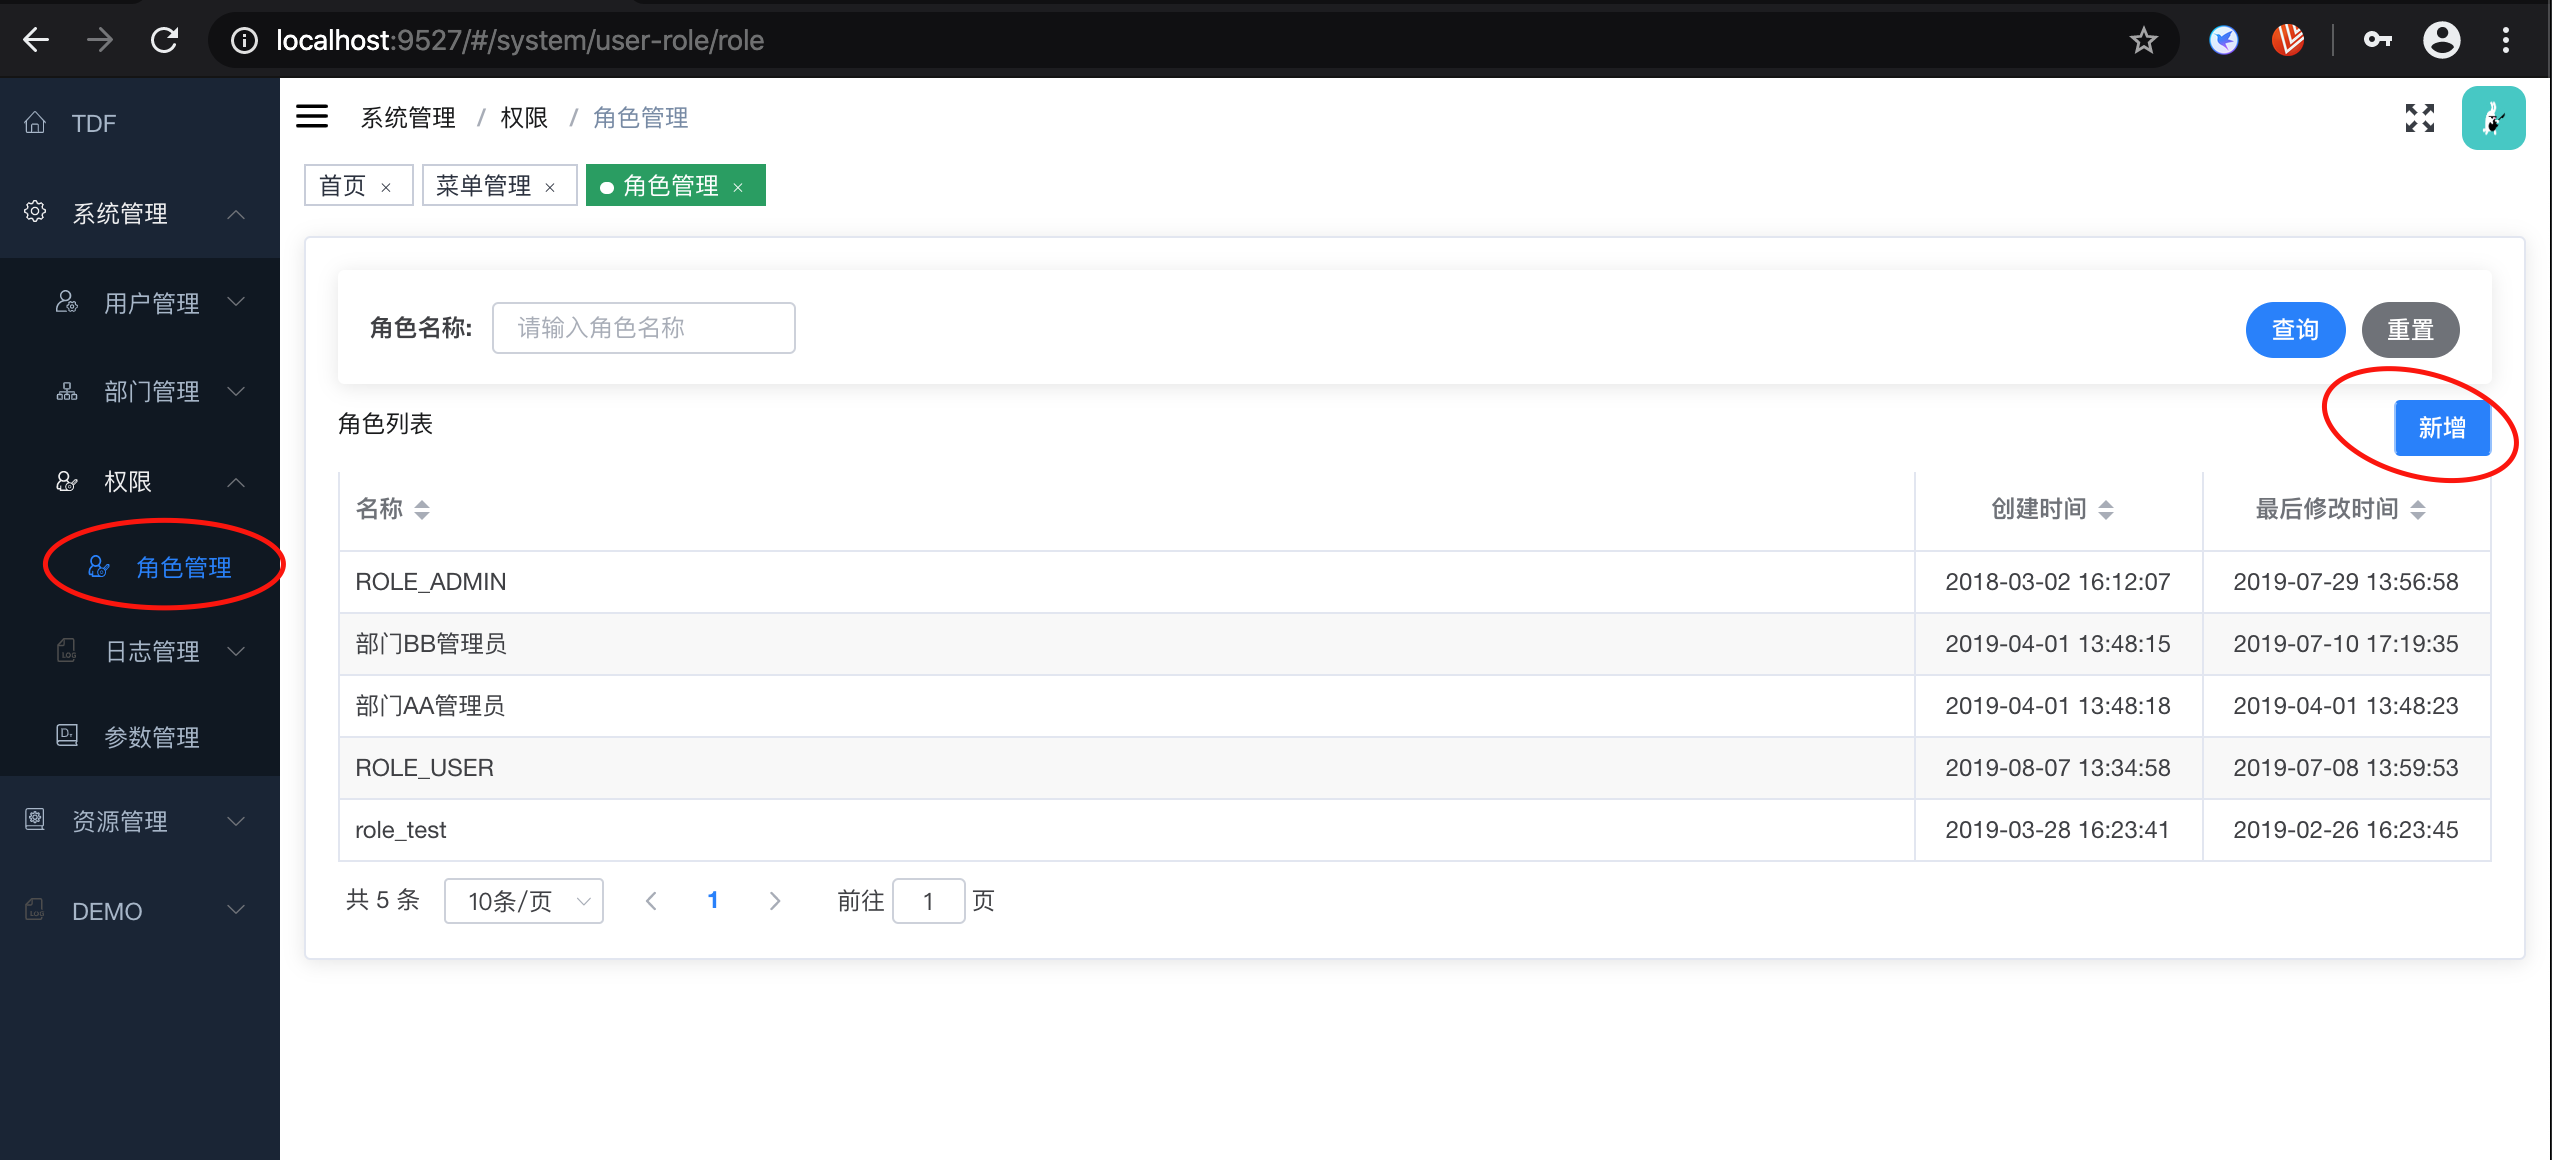 localhost:9527/#/system/user-role/role
TDF
系统管理
用户管理
部门管理
权限
角色管理
日志管理
参数管理
资源管理
DEMO
系统管理 / 权限 / 角色管理
首页 × 菜单管理 × 角色管理 ×
角色名称: 请输入角色名称 查询 重置
角色列表 新增
名称 创建时间 最后修改时间
ROLE_ADMIN 2018-03-02 16:12:07 2019-07-29 13:56:58
部门BB管理员 2019-04-01 13:48:15 2019-07-10 17:19:35
部门AA管理员 2019-04-01 13:48:18 2019-04-01 13:48:23
ROLE_USER 2019-08-07 13:34:58 2019-07-08 13:59:53
role_test 2019-03-28 16:23:41 2019-02-26 16:23:45
共 5 条 10条/页 1 前往 1 页